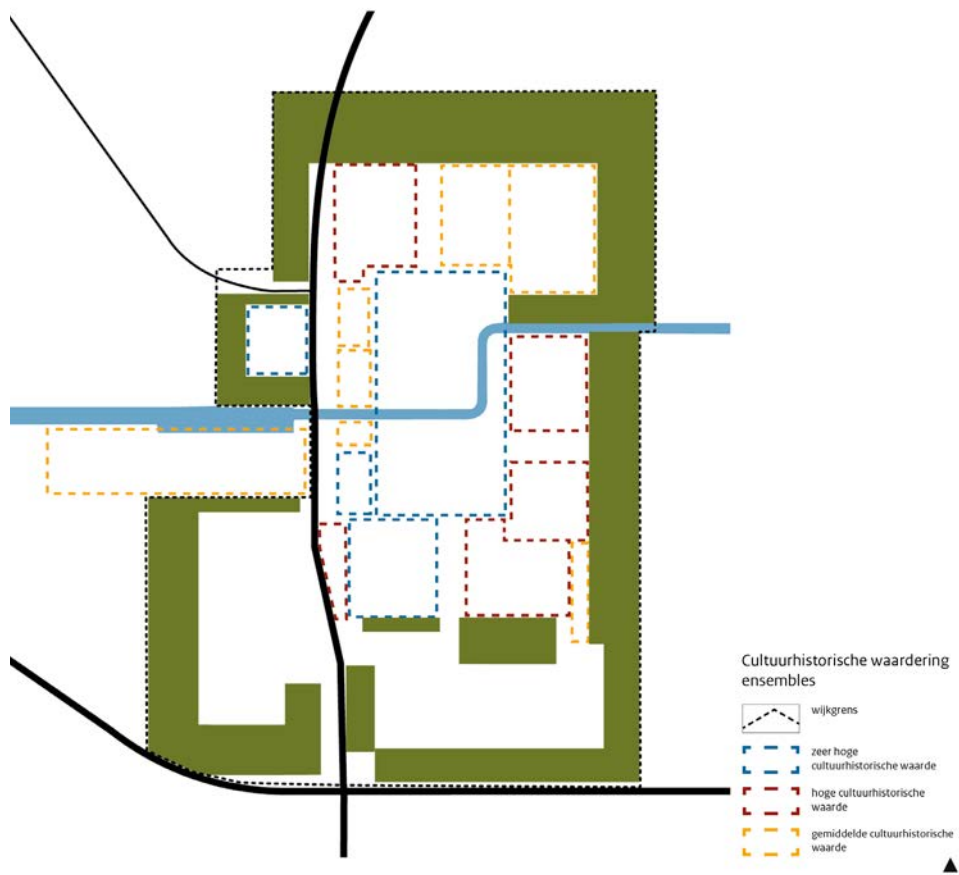 Cultuurhistorische waardering
ensembles
wijkgrens
zeer hoge
cultuurhistorische waarde
hoge cultuurhistorische
waarde
gemiddelde cultuurhistorische
waarde